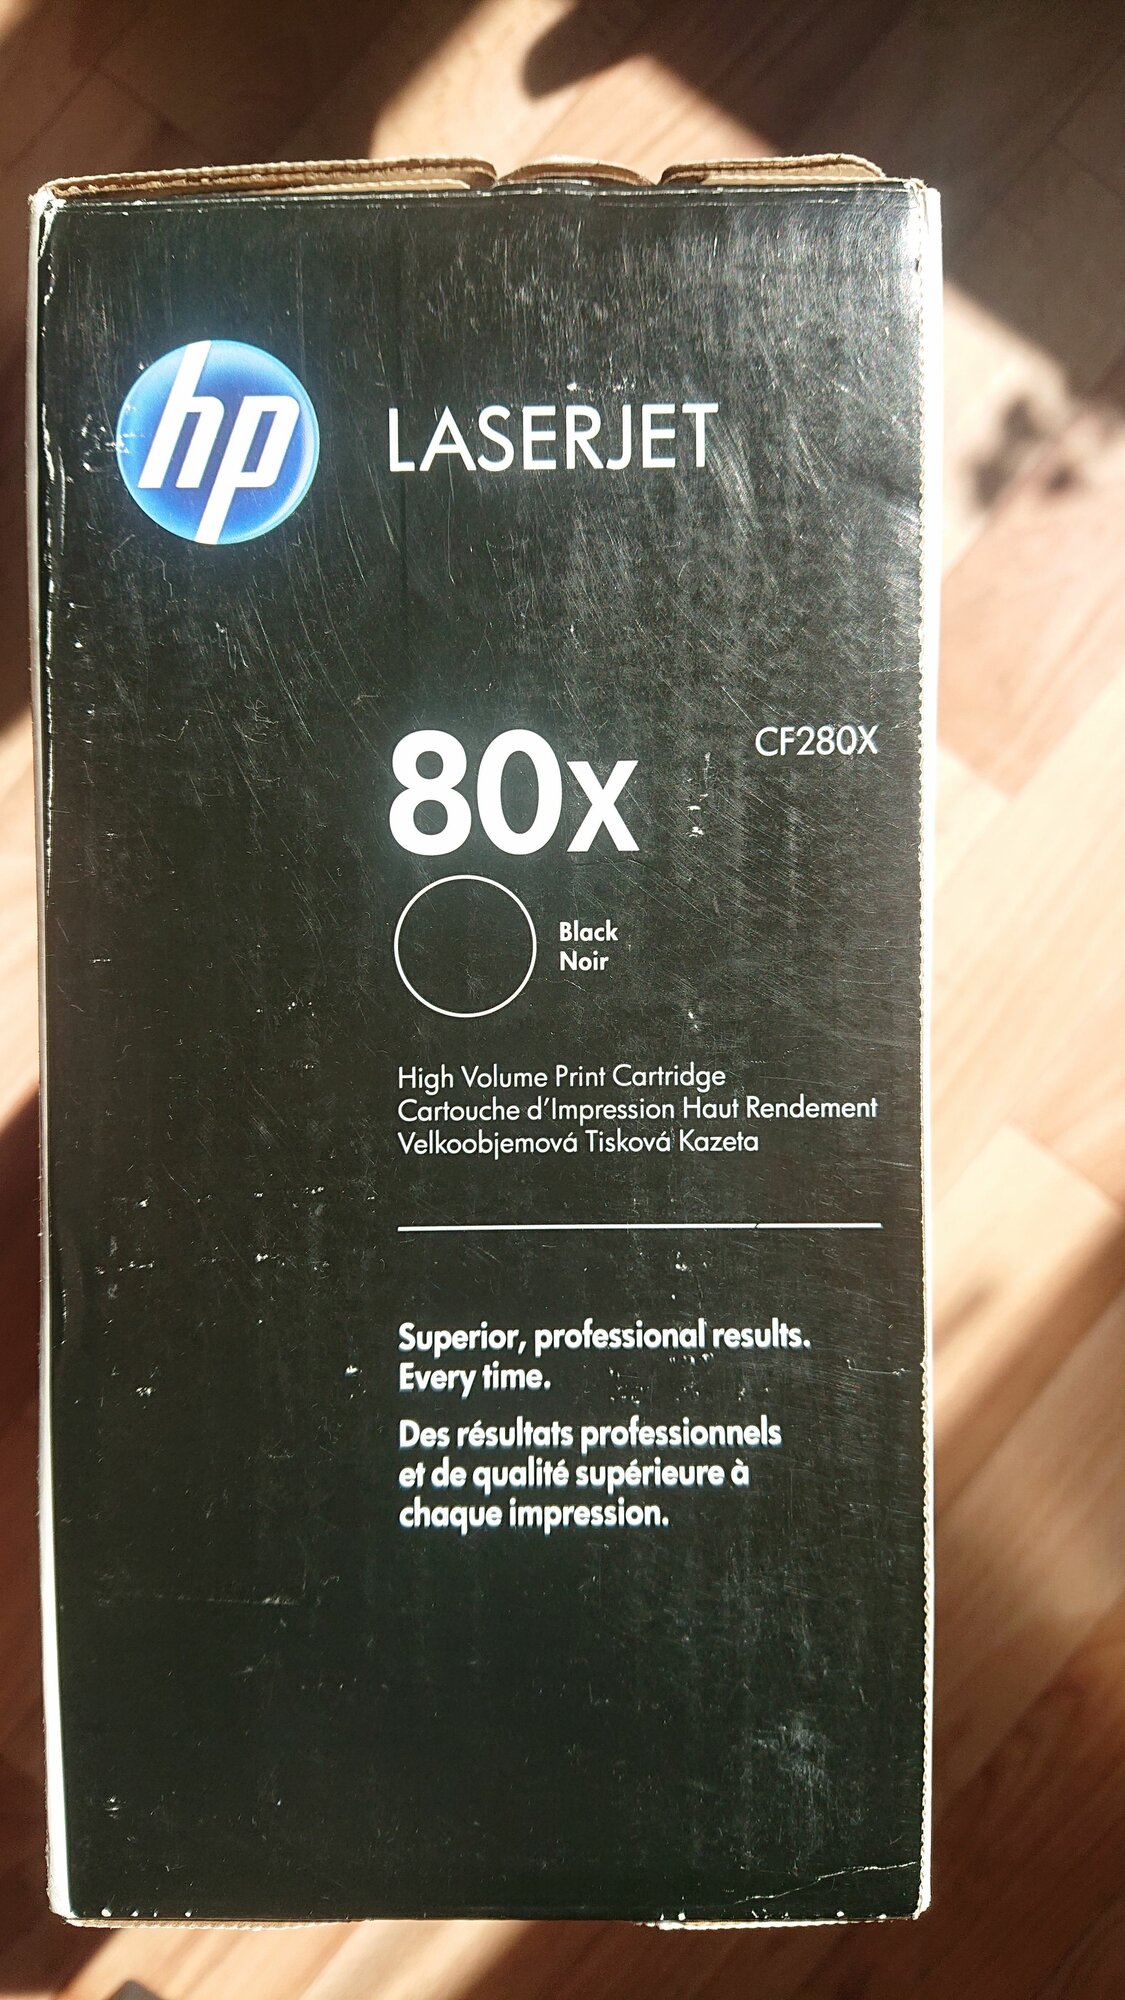 hp
LASERJET
80X
CF280X
Black
Noir
High Volume Print Cartridge
Cartouche d'Impression Haut Rendement
Velkoobjemová Tisková Kazeta
Superior, professional results.
Every time.
Des résultats professionnels
et de qualité supérieure à
chaque impression.